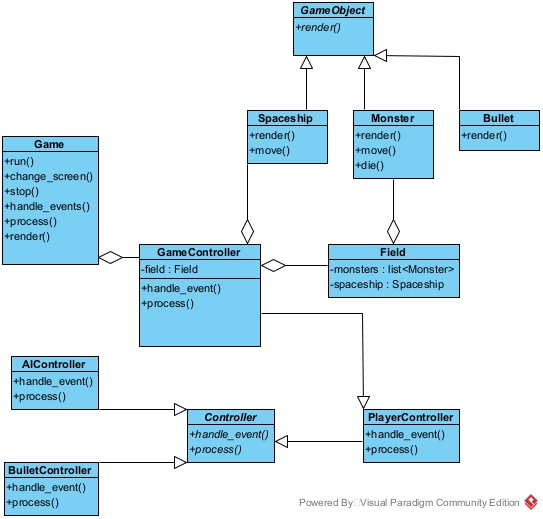 GameObject
+render()
Spaceship
+render()
+move()
Monster
+render()
+move()
+die()
Bullet
+render()
Game
+run()
+change_screen()
+stop()
+handle_events()
+process()
+render()
GameController
-field : Field
+handle_event()
+process()
Field
-monsters : list<Monster>
-spaceship : Spaceship
AIController
+handle_event()
+process()
Controller
+handle_event()
+process()
PlayerController
+handle_event()
+process()
BulletController
+handle_event()
+process()
Powered By Visual Paradigm Community Edition